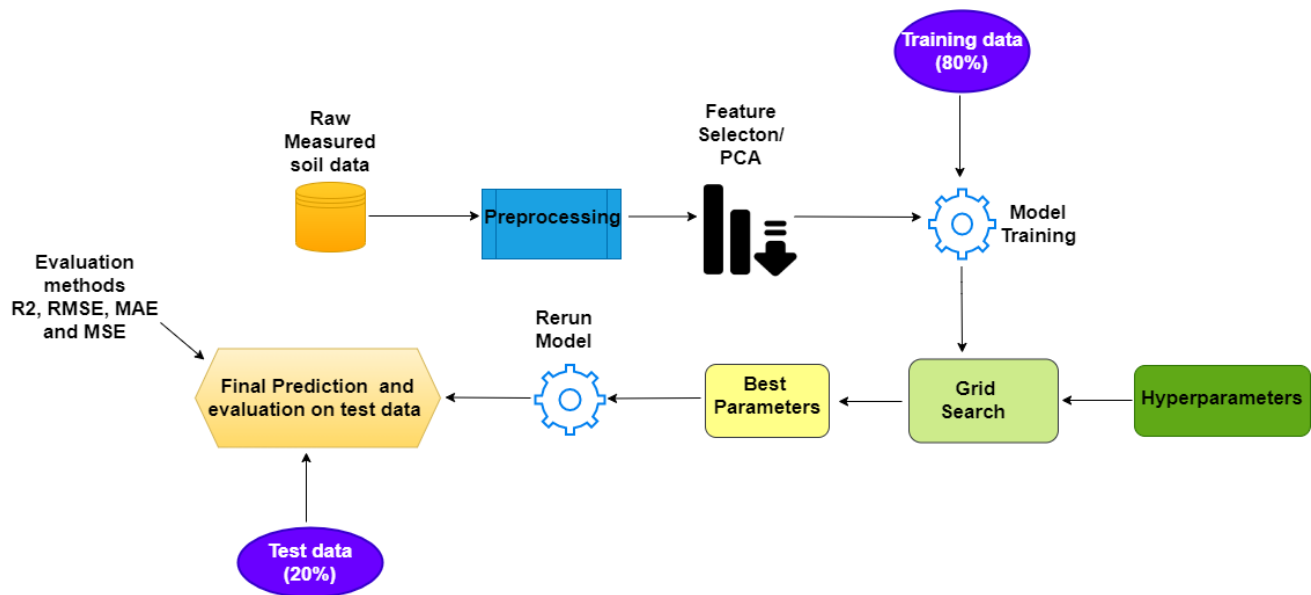 Training data
(80%)
Raw
Measured
soil data
Feature
Selecton/
PCA
Preprocessing
Model
Training
Evaluation
methods
R2, RMSE, MAE
and MSE
Rerun
Model
Final Prediction and
evaluation on test data
Best
Parameters
Grid
Search
Hyperparameters
Test data
(20%)